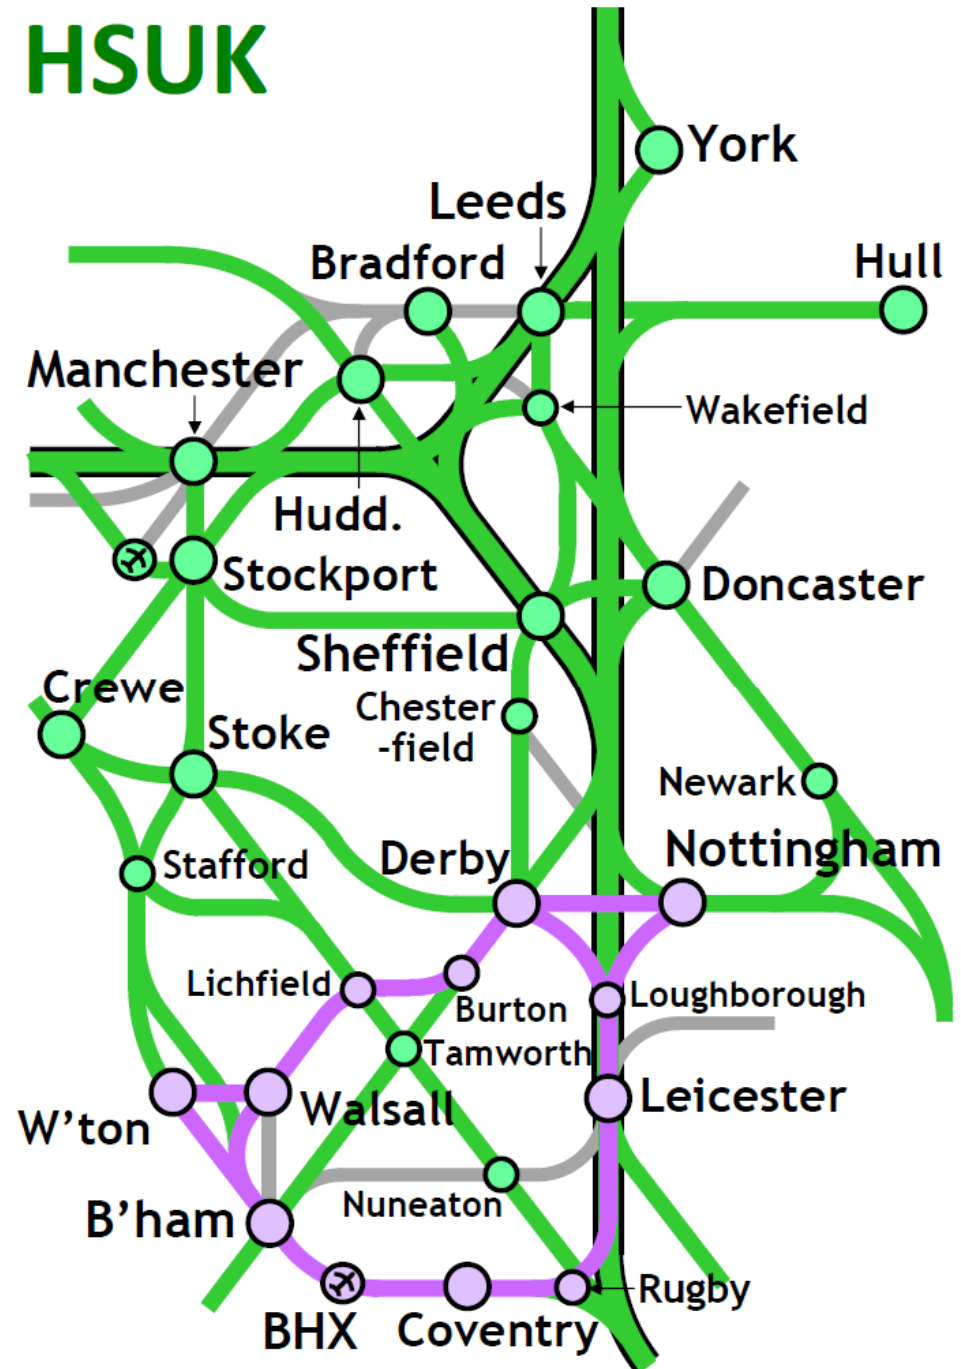 HSUK
York
Leeds
Bradford
Hull
Manchester
Wakefield
Hudd.
Stockport
Doncaster
Sheffield
Crewe
Chester
-field
Stoke
Newark
Nottingham
Derby
Stafford
Lichfield
Burton
Loughborough
Tamworth
W'ton
Walsall
Leicester
Nuneaton
B'ham
Rugby
BHX
Coventry